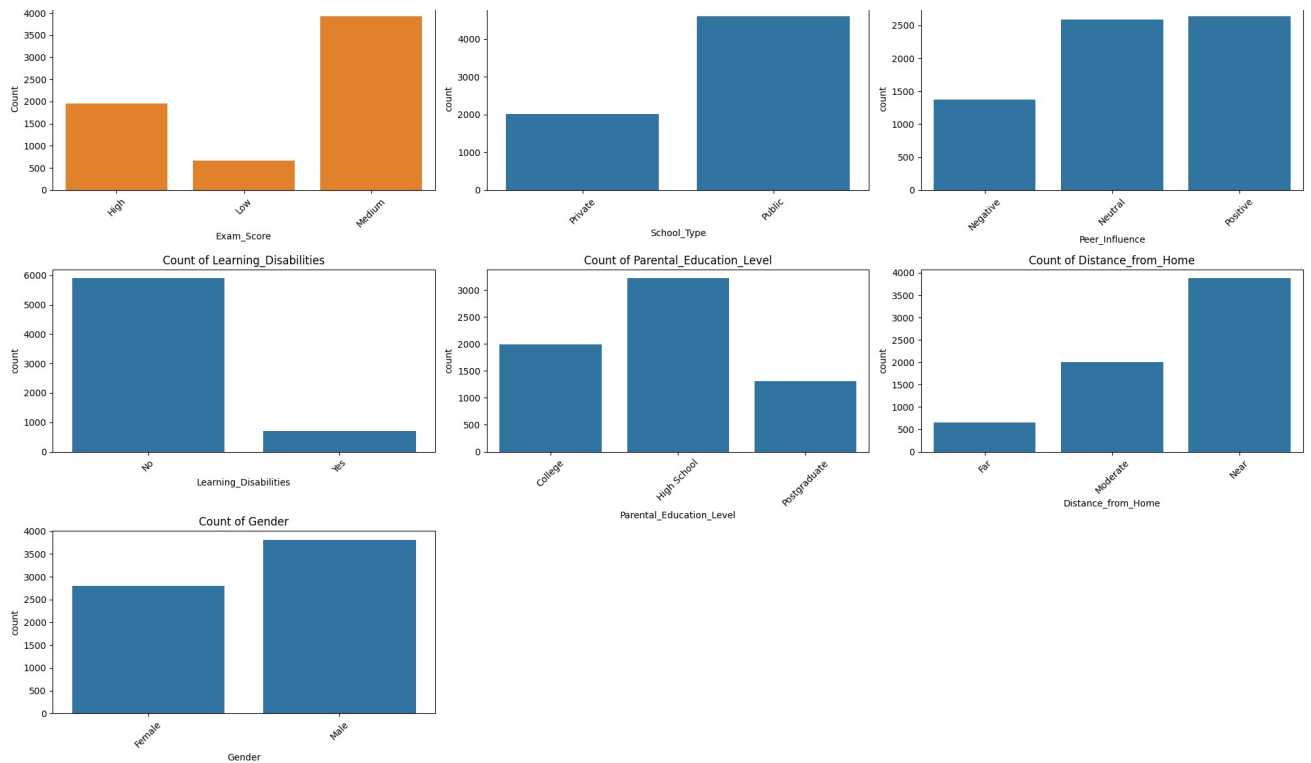 4000
3500
3000
2500
2000
1500
1000
500
0
Count
High
Low
Medium
Exam_Score
4000
2000
0
count
Private
Public
School_Type
2500
2000
1500
1000
500
0
count
Negative
Neutral
Positive
Peer_Influence
Count of Learning_Disabilities
6000
5000
4000
3000
2000
1000
0
count
No
Yes
Learning_Disabilities
Count of Parental_Education_Level
3000
2500
2000
1500
1000
500
0
count
College
High School
Postgraduate
Parental_Education_Level
Count of Distance_from_Home
4000
3500
3000
2500
2000
1500
1000
500
0
count
Far
Moderate
Near
Distance_from_Home
Count of Gender
4000
3500
3000
2500
2000
1500
1000
500
0
count
Female
Male
Gender